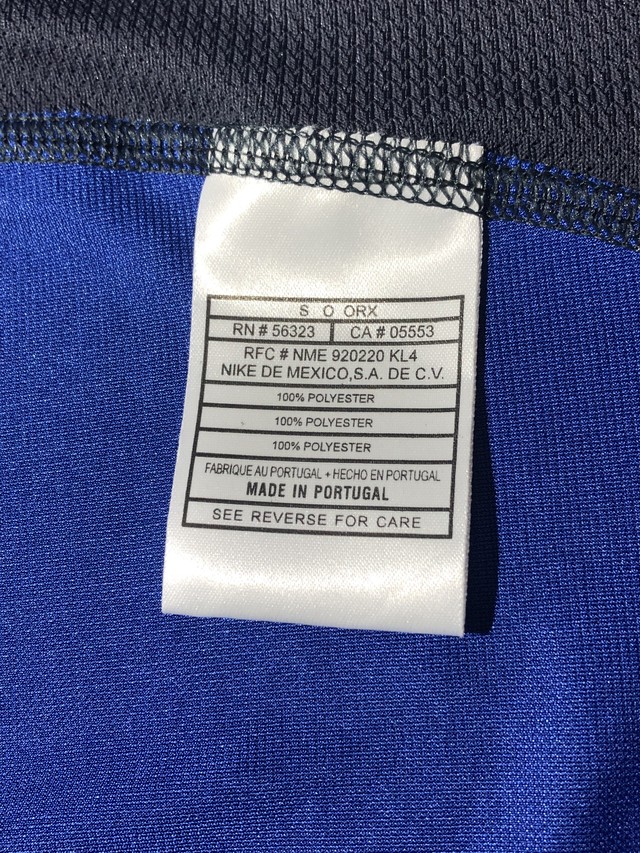 S O ORX
RN # 56323 CA # 05553
RFC # NME 920220 KL4
NIKE DE MEXICO,S.A. DE C.V.
100% POLYESTER
100% POLYESTER
100% POLYESTER
FABRIQUE AU PORTUGAL + HECHO EN PORTUGAL
MADE IN PORTUGAL
SEE REVERSE FOR CARE